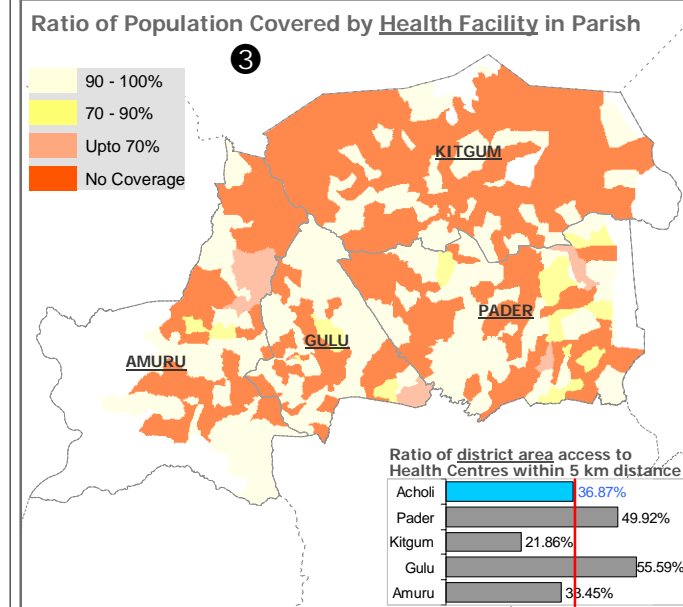 Ratio of Population Covered by Health Facility in Parish
3
90 - 100%
70 - 90%
Upto 70%
No Coverage
KITGUM
PADER
GULU
AMURU
Ratio of district area access to
Health Centres within 5 km distance
Acholi 36.87%
Pader 49.92%
Kitgum 21.86%
Gulu 55.59%
Amuru 33.45%